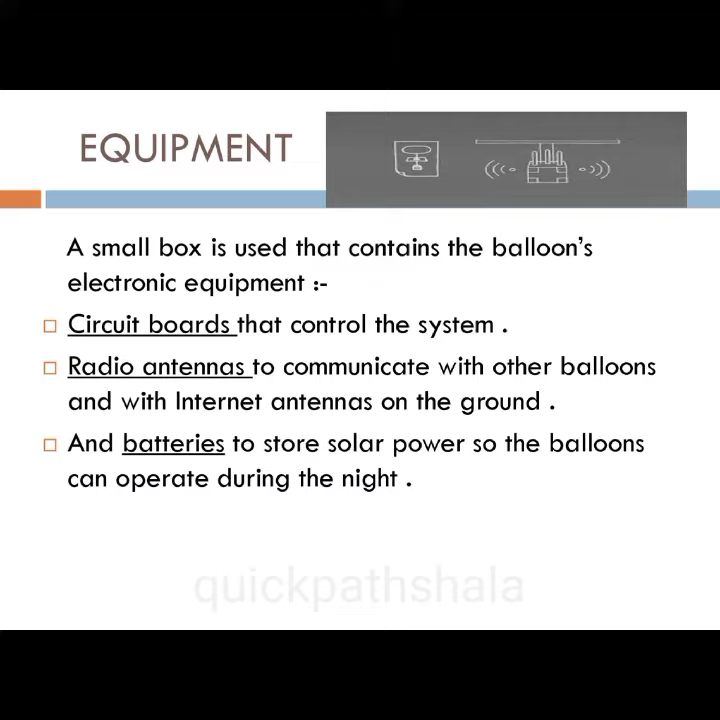 EQUIPMENT
A small box is used that contains the balloon's
electronic equipment :-
Circuit boards that control the system .
Radio antennas to communicate with other balloons
and with Internet antennas on the ground .
And batteries to store solar power so the balloons
can operate during the night .
quickpathshala